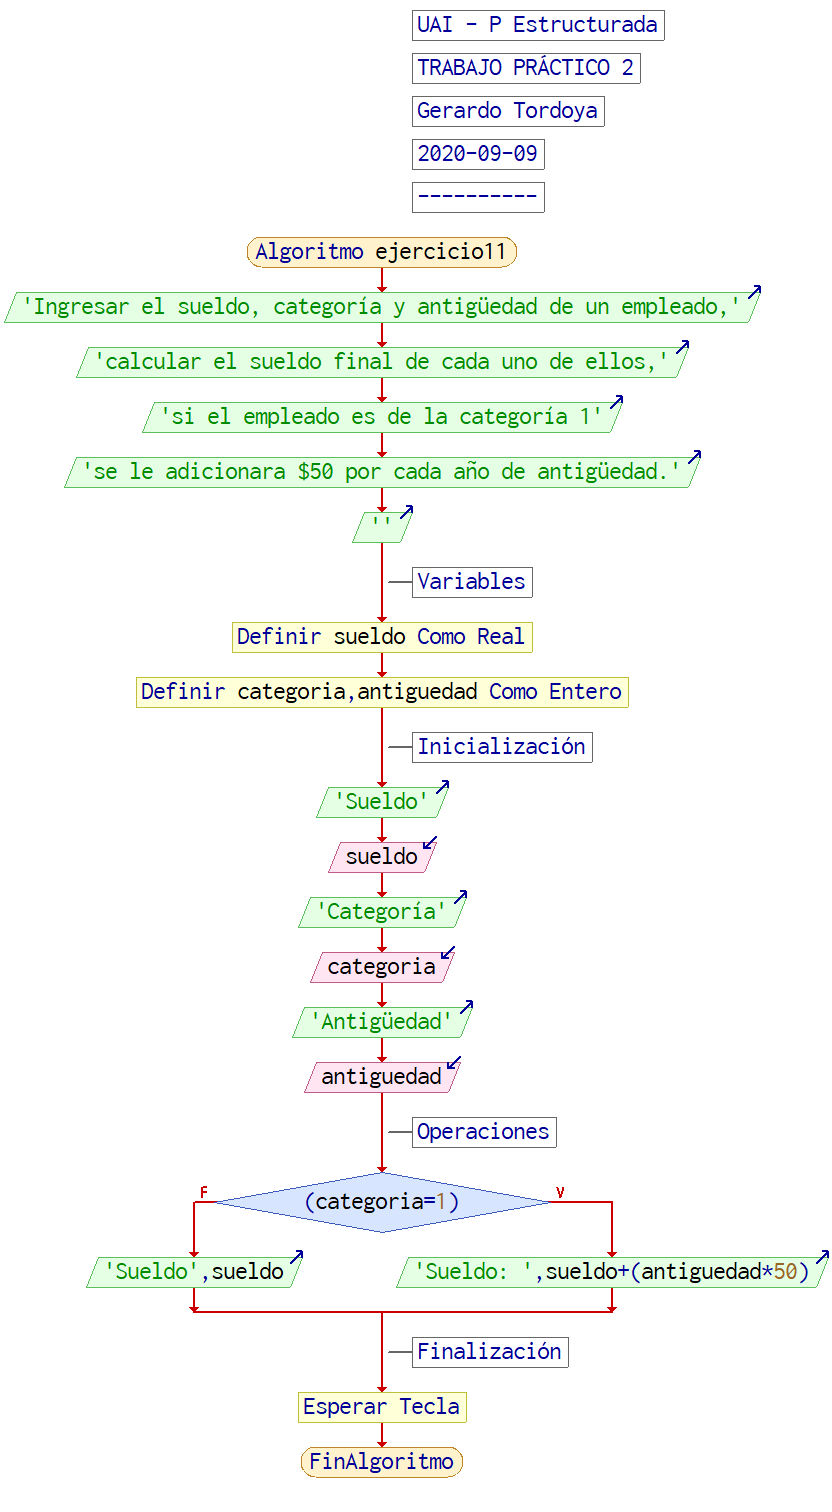 UAI - P Estructurada
TRABAJO PRÁCTICO 2
Gerardo Tordoya
2020-09-09
----------
Algoritmo ejercicio11
'Ingresar el sueldo, categoría y antigüedad de un empleado,'
'calcular el sueldo final de cada uno de ellos,'
'si el empleado es de la categoría 1'
'se le adicionara $50 por cada año de antigüedad.'
''
Variables
Definir sueldo Como Real
Definir categoria,antiguedad Como Entero
Inicialización
'Sueldo'
sueldo
'Categoría'
categoria
'Antigüedad'
antiguedad
Operaciones
F
(categoria=1)
V
'Sueldo',sueldo
'Sueldo: ',sueldo+(antiguedad*50)
Finalización
Esperar Tecla
FinAlgoritmo